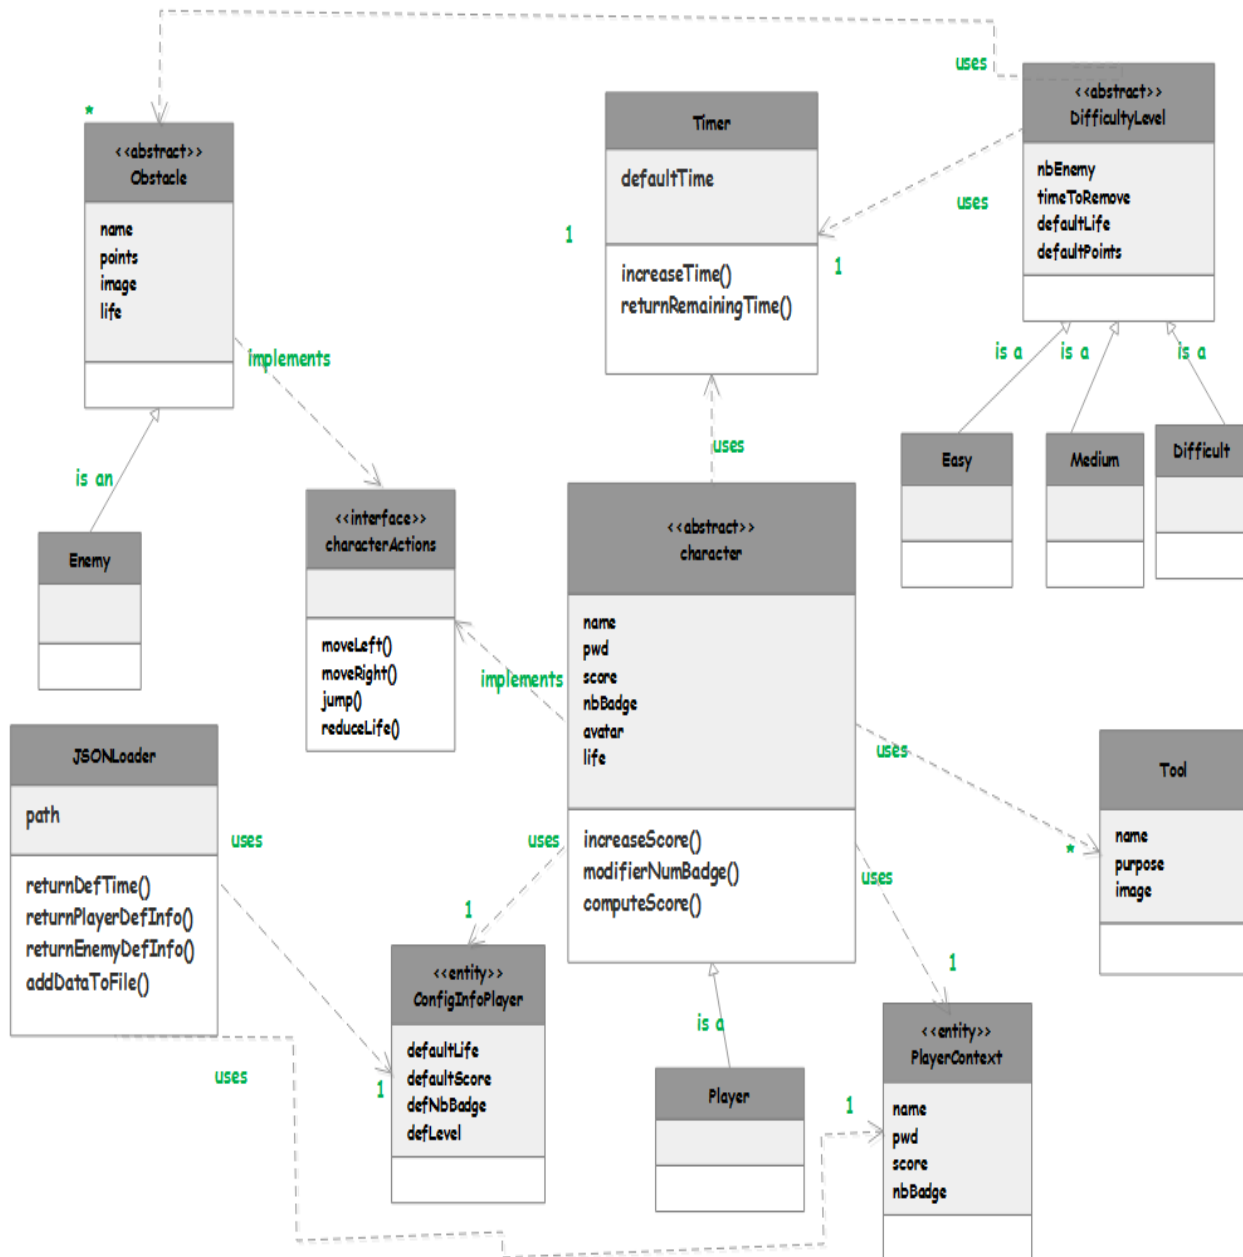 uses
*
<<abstract>>
Obstacle
name
points
image
life
Timer
defaultTime
increaseTime()
returnRemainingTime()
1
1
uses
<<abstract>>
DifficultyLevel
nbEnemy
timeToRemove
defaultLife
defaultPoints
implements
is a
is a
is a
Easy
Medium
Difficult
uses
is an
Enemy
<<interface>>
characterActions
moveLeft()
moveRight()
jump()
reduceLife()
implements
<<abstract>>
character
name
pwd
score
nbBadge
avatar
life
increaseScore()
modifierNumBadge()
computeScore()
uses
*
Tool
name
purpose
image
JSONLoader
path
returnDefTime()
returnPlayerDefInfo()
returnEnemyDefInfo()
addDataToFile()
uses
uses
1
uses
1
<<entity>>
ConfigInfoPlayer
defaultLife
defaultScore
defNbBadge
defLevel
1
is a
Player
uses
1
1
<<entity>>
PlayerContext
name
pwd
score
nbBadge